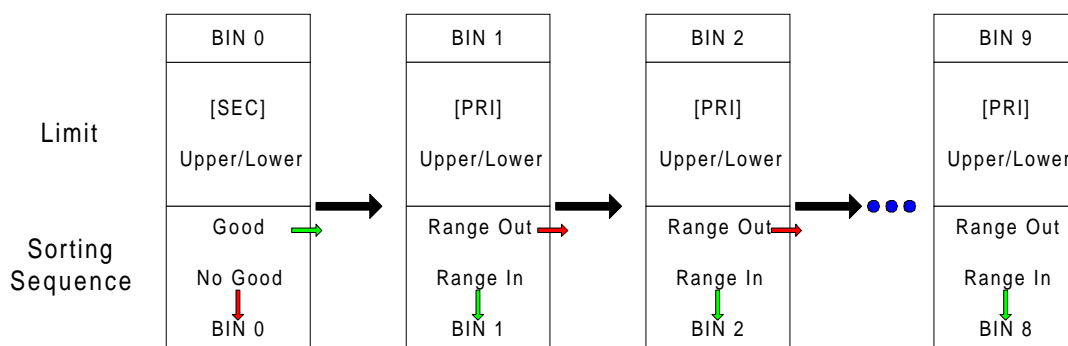 BIN 0
BIN 1
BIN 2
BIN 9
Limit
[SEC]
Upper/Lower
[PRI]
Upper/Lower
[PRI]
Upper/Lower
[PRI]
Upper/Lower
Sorting
Sequence
Good
No Good
BIN 0
Range Out
Range In
BIN 1
Range Out
Range In
BIN 2
Range Out
Range In
BIN 8